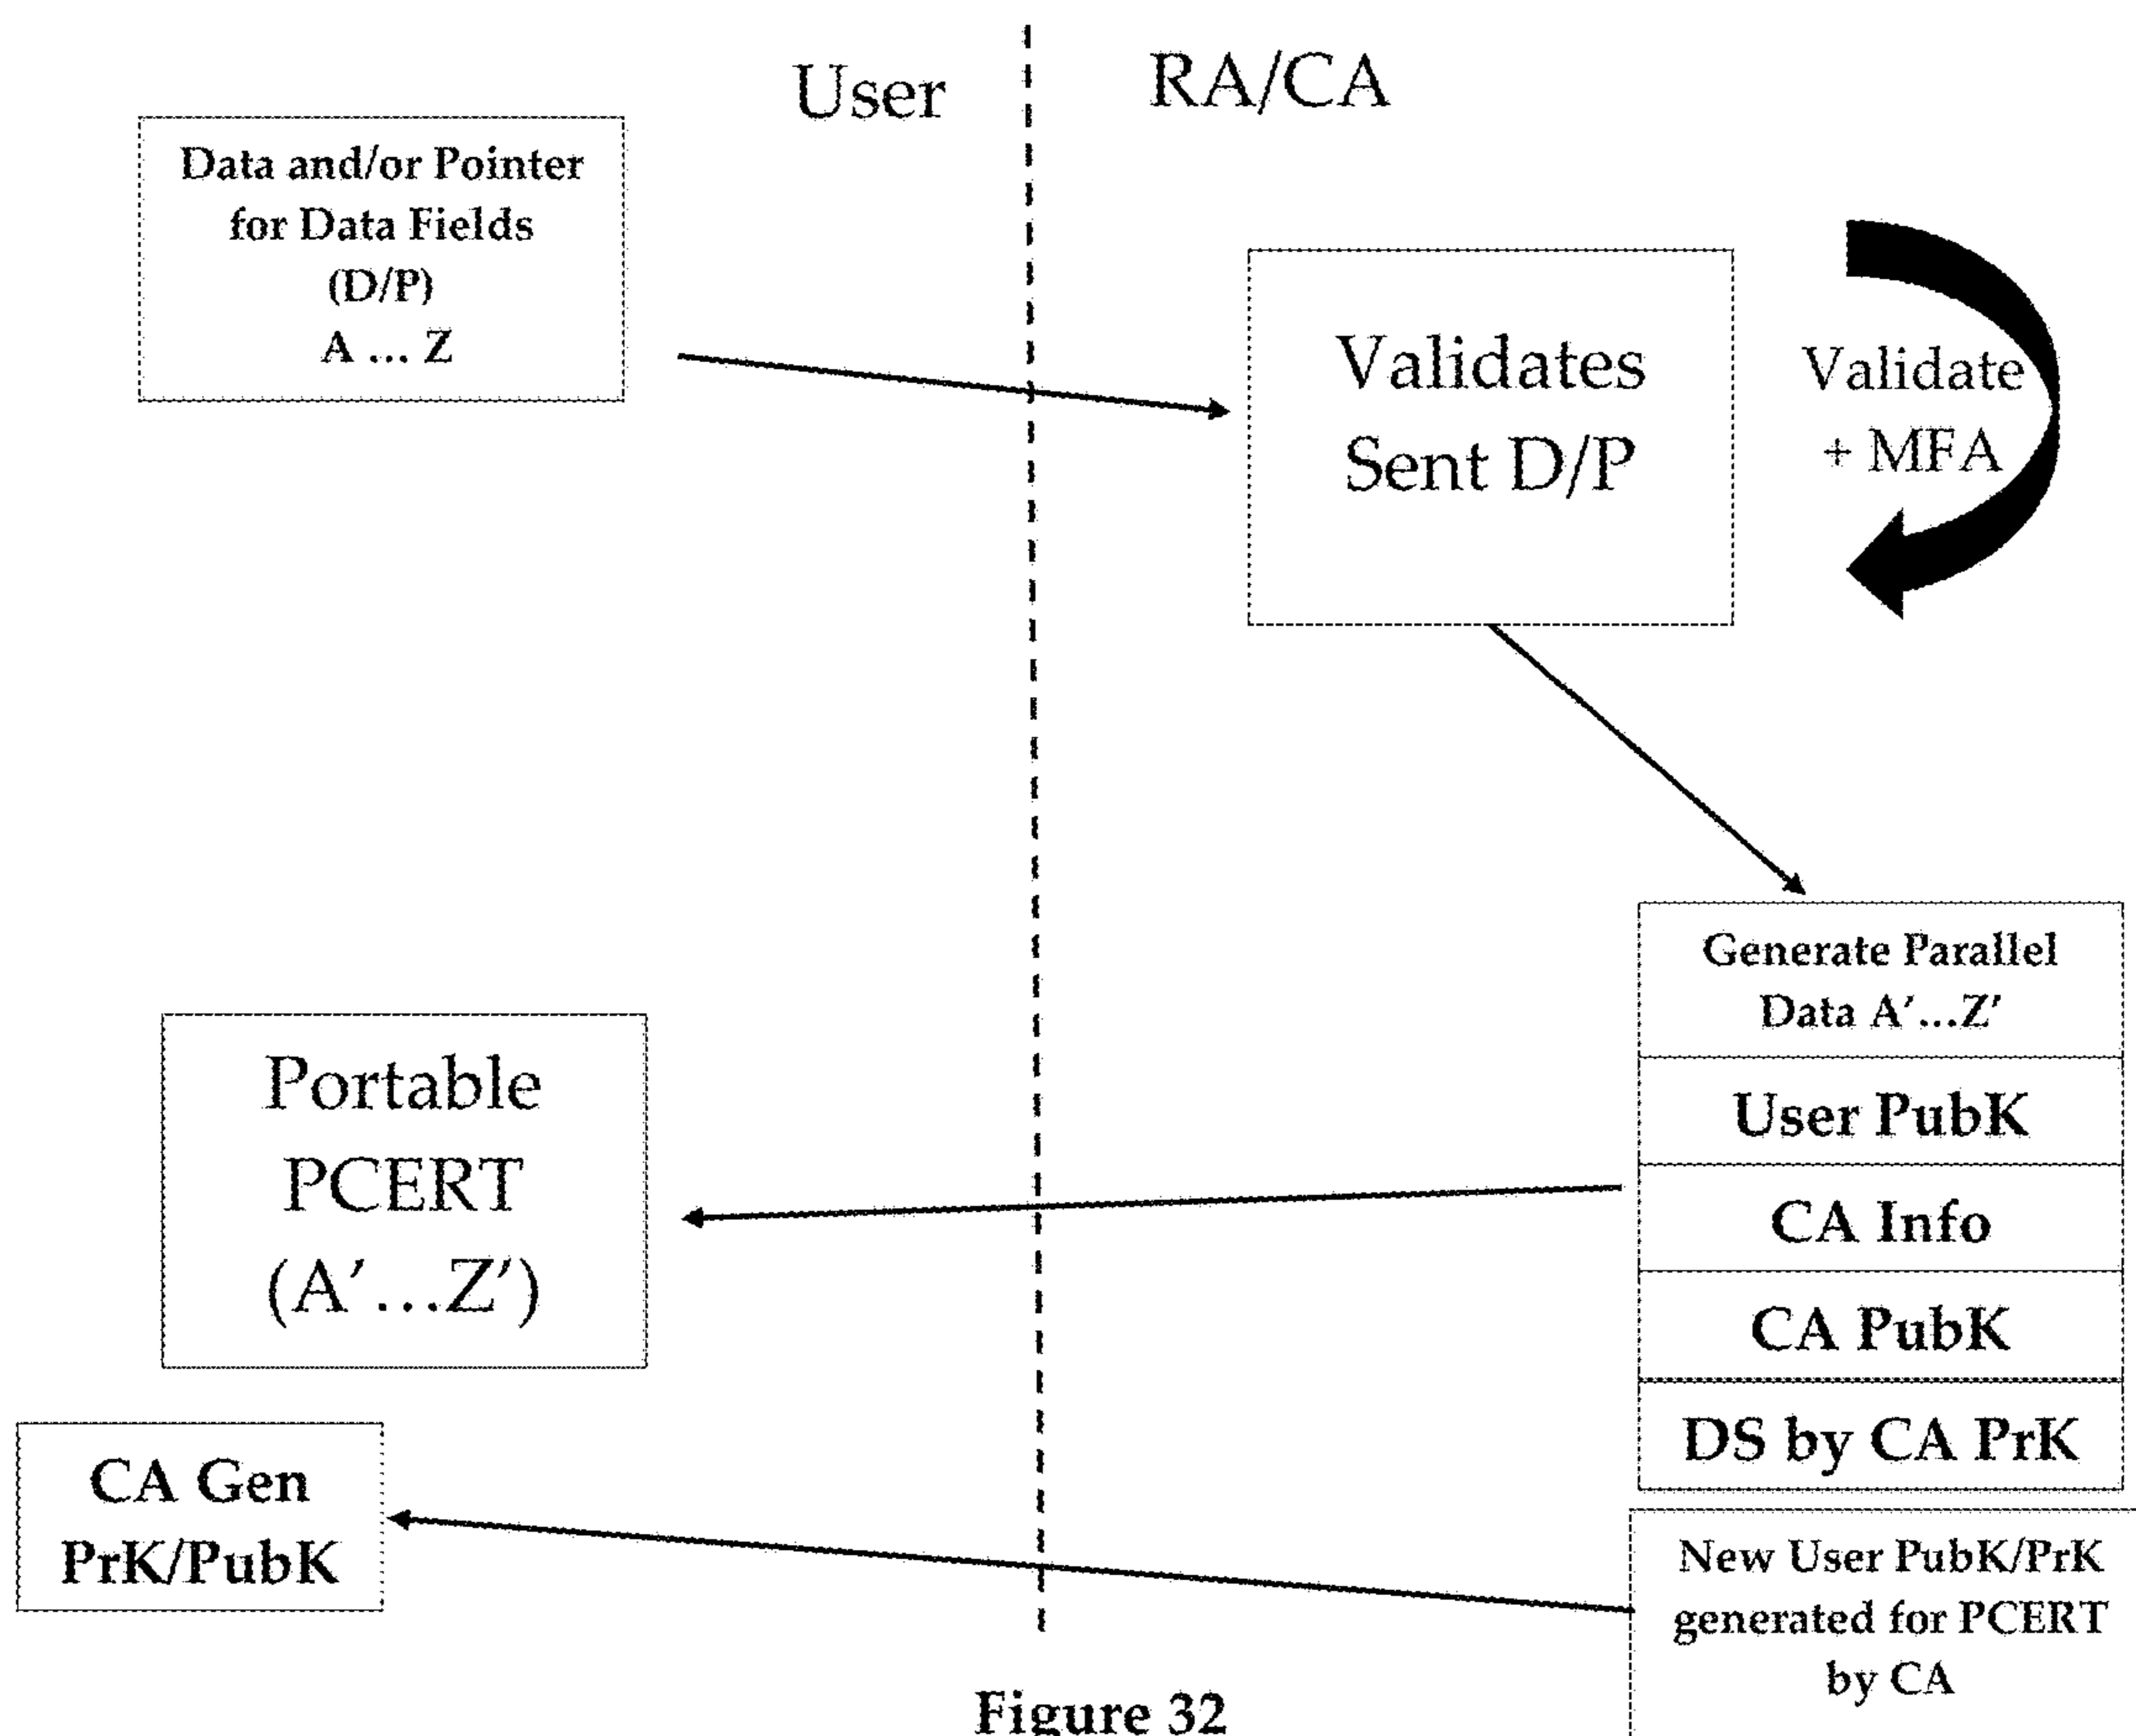 User
RA/CA
Data and/or Pointer
for Data Fields
(D/P)
A ... Z
Validates
Sent D/P
Validate
+ MFA
Generate Parallel
Data A'...Z'
User PubK
CA Info
CA PubK
DS by CA PrK
Portable
PCERT
(A'...Z')
CA Gen
PrK/PubK
New User PubK/PrK
generated for PCERT
by CA
Figure 32